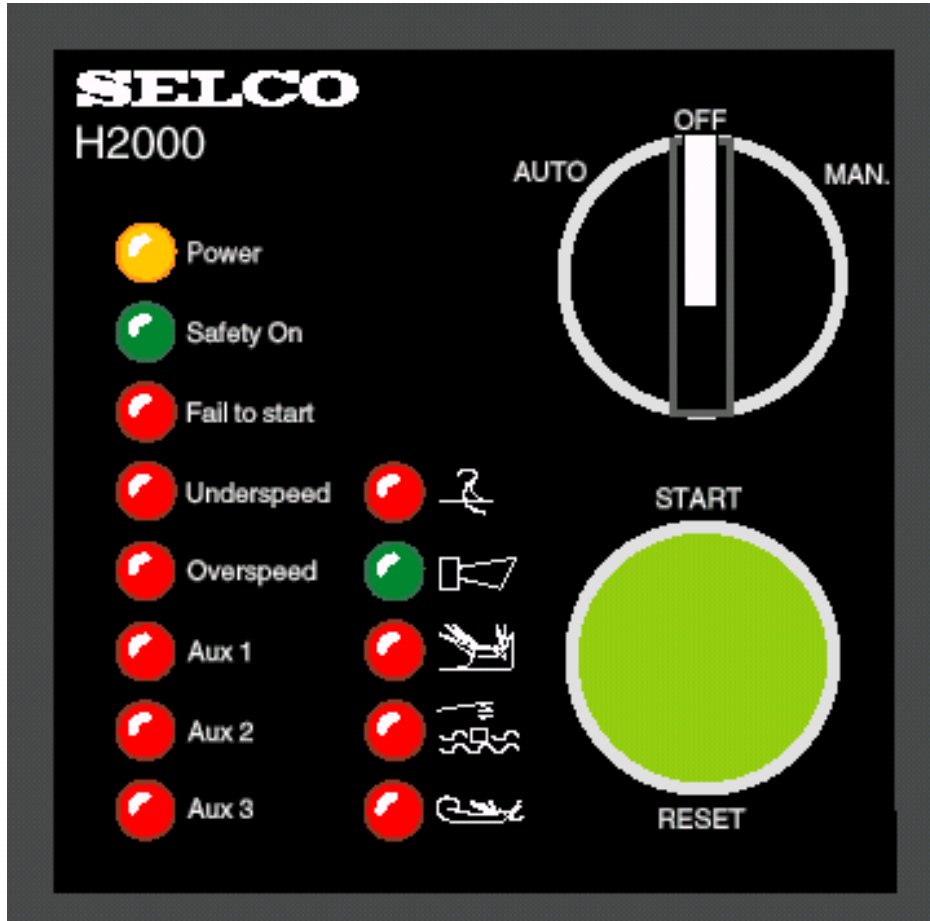 SELCO
H2000
OFF
AUTO
MAN.
Power
Safety On
Fail to start
Underspeed
Overspeed
Aux 1
Aux 2
Aux 3
START
RESET